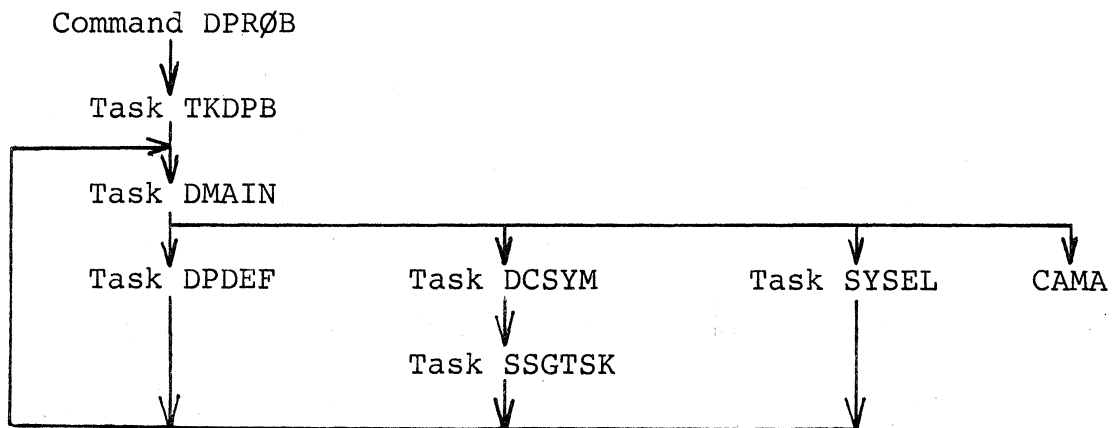 Command DPRØB
Task TKDPB
Task DMAIN
Task DPDEF
Task DCSYM
Task SYSEL
CAMA
Task SSGTSK